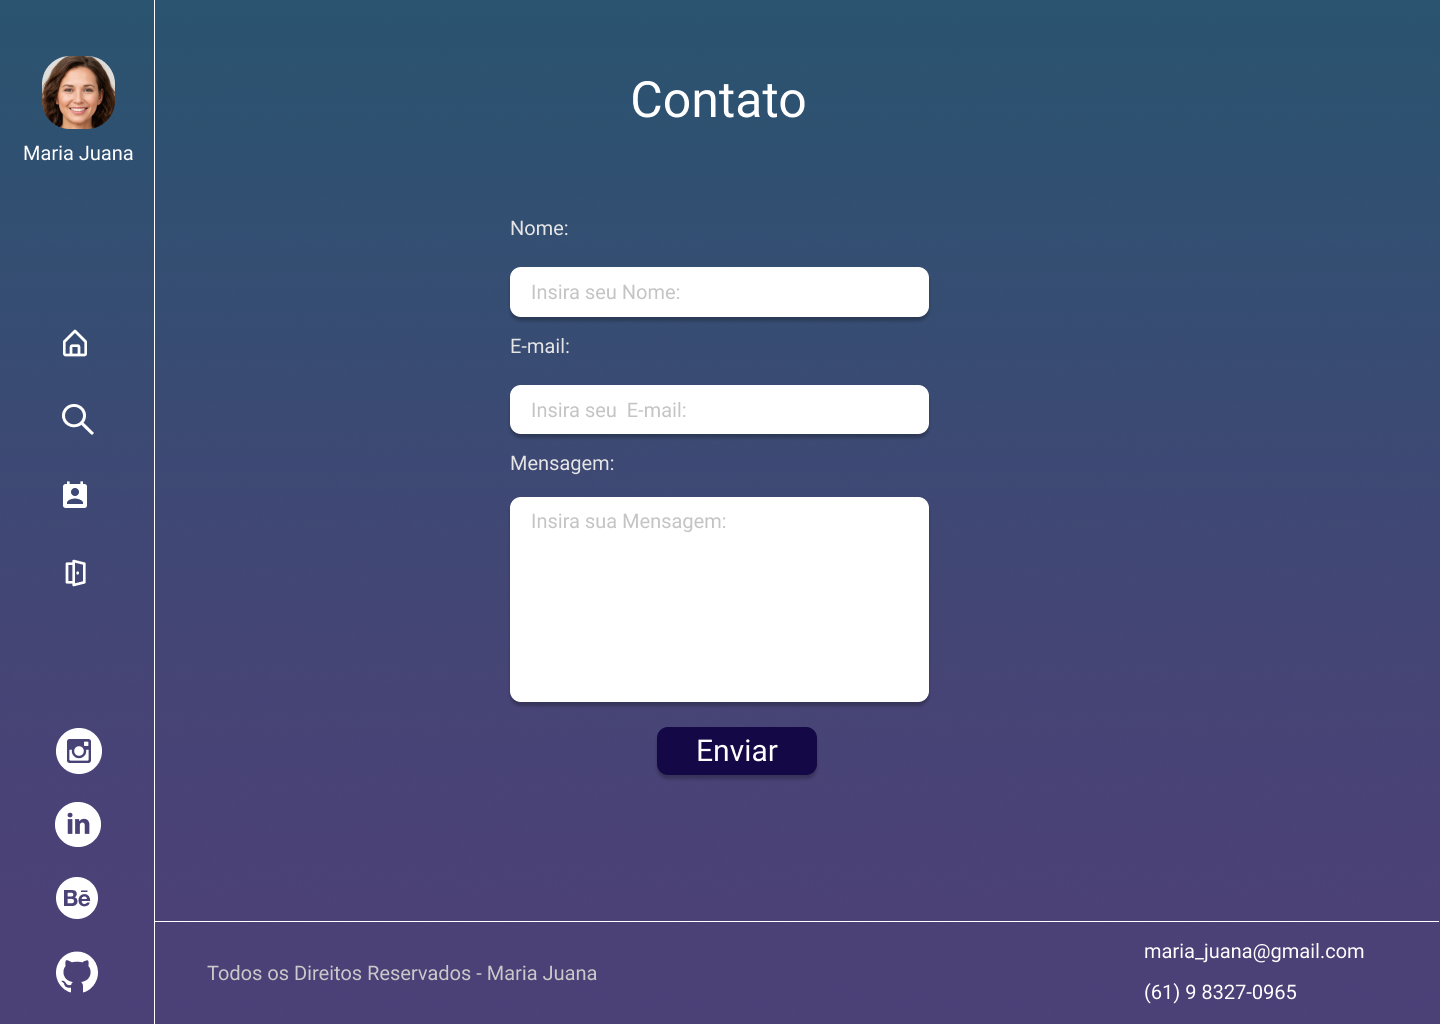 Maria Juana
Contato
Nome:
Insira seu Nome:
E-mail:
Insira seu  E-mail:
Mensagem:
Insira sua Mensagem:
Enviar
in
Bē
Todos os Direitos Reservados - Maria Juana
maria_juana@gmail.com
(61) 9 8327-0965